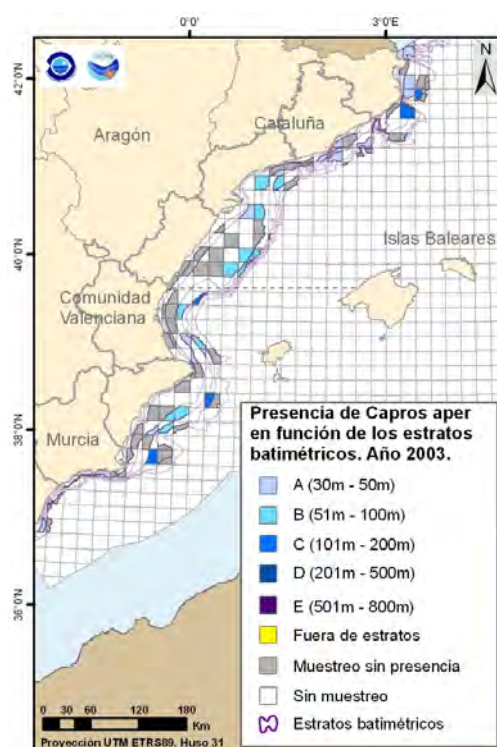 0°0' 3°0'E
N
42°0'N
Aragón
Cataluña
40°0'N
Islas Baleares
Comunidad
Valenciana
38°0'N
Murcia
36°0'N
Presencia de Capros aper
en función de los estratos
batimétricos. Año 2003.
A (30m - 50m)
B (51m - 100m)
C (101m - 200m)
D (201m - 500m)
E (501m - 800m)
Fuera de estratos
Muestreo sin presencia
Sin muestreo
Estratos batimétricos
0 30 60 120 180
Km
Proyección UTM ETRS89. Huso 31